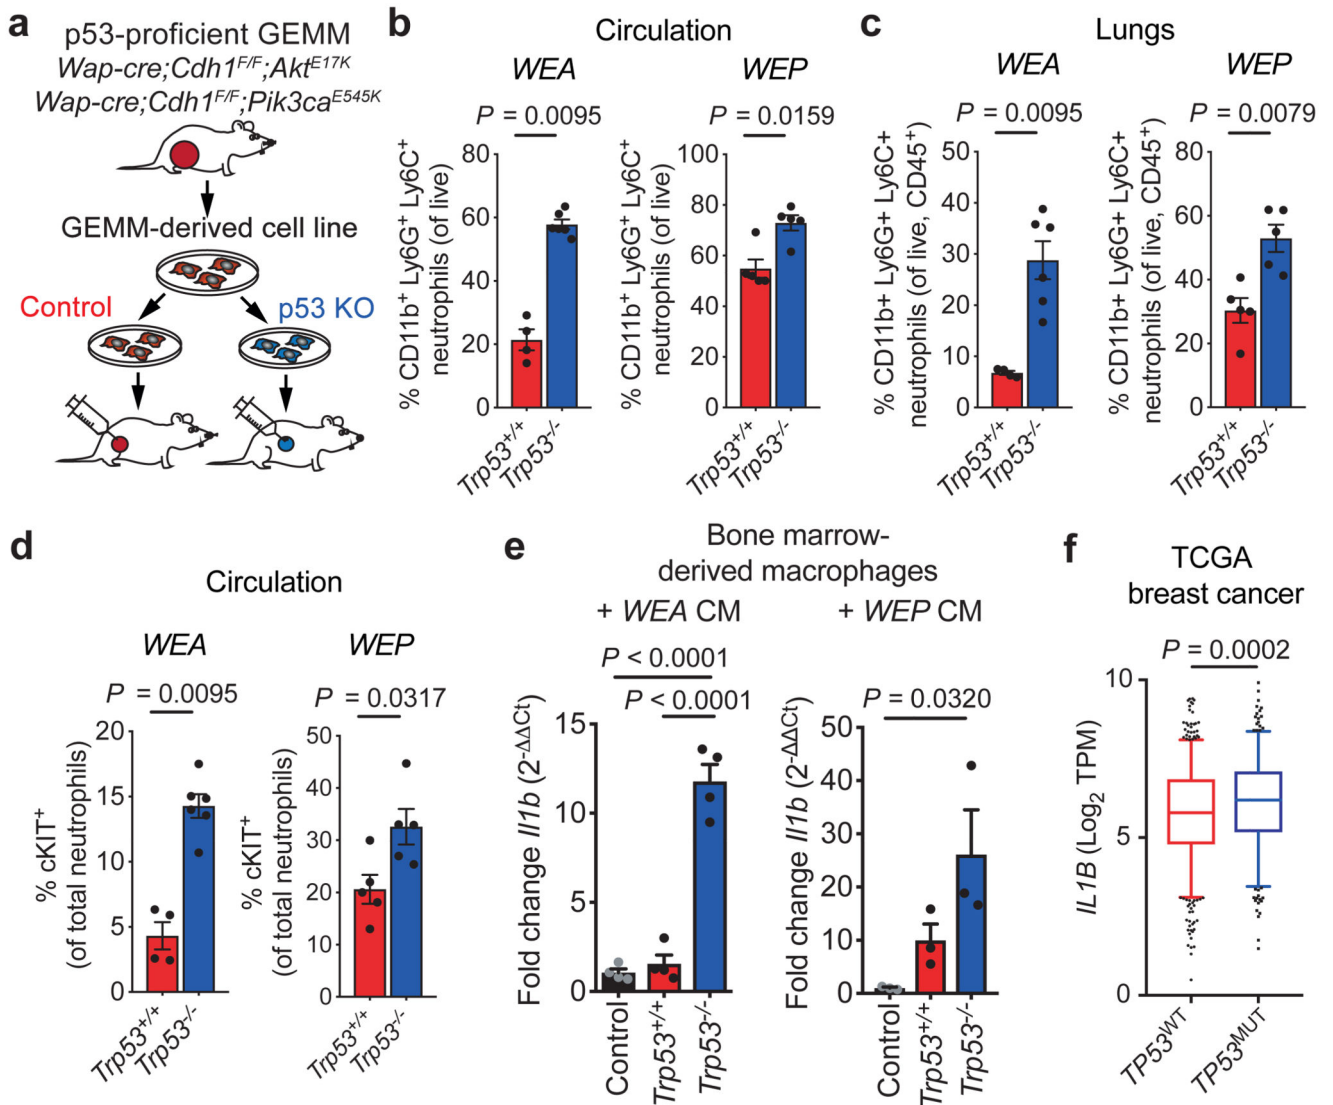 a
p53-proficient GEMM
Wap-cre;Cdh1F/F;AktE17K
Wap-cre;Cdh1F/F;Pik3caE545K
GEMM-derived cell line
Control
p53 KO
b
Circulation
WEA
P = 0.0095
% CD11b+ Ly6G+ Ly6C+
neutrophils (of live)
80
60
40
20
0
Trp53+/+
Trp53-/-
WEP
P = 0.0159
% CD11b+ Ly6G+ Ly6C+
neutrophils (of live)
100
80
60
40
20
0
Trp53+/+
Trp53-/-
c
Lungs
WEA
P = 0.0095
% CD11b+ Ly6G+ Ly6C+
neutrophils (of live, CD45+)
50
40
30
20
10
0
Trp53+/+
Trp53-/-
WEP
P = 0.0079
% CD11b+ Ly6G+ Ly6C+
neutrophils (of live, CD45+)
80
60
40
20
0
Trp53+/+
Trp53-/-
d
Circulation
WEA
P = 0.0095
% cKIT+
(of total neutrophils)
20
15
10
5
0
Trp53+/+
Trp53-/-
WEP
P = 0.0317
% cKIT+
(of total neutrophils)
50
40
30
20
10
0
Trp53+/+
Trp53-/-
e
Bone marrow-
derived macrophages
+ WEA CM
P < 0.0001
P < 0.0001
Fold change Il1b (2-ΔΔCt)
15
10
5
0
Control
Trp53+/+
Trp53-/-
+ WEP CM
P = 0.0320
Fold change Il1b (2-ΔΔCt)
50
40
30
20
10
0
Control
Trp53+/+
Trp53-/-
f
TCGA
breast cancer
P = 0.0002
IL1B (Log2 TPM)
10
5
0
TP53WT
TP53MUT